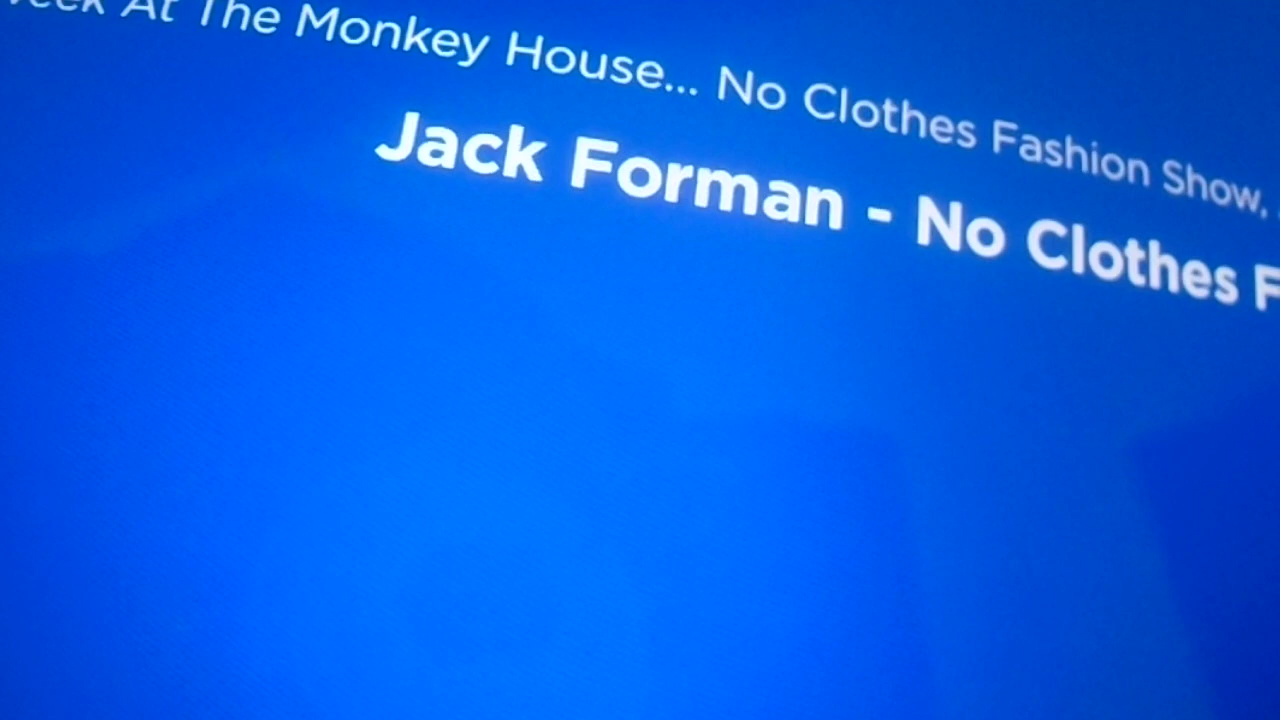 At The Monkey House... No Clothes Fashion Show,
Jack Forman - No Clothes F